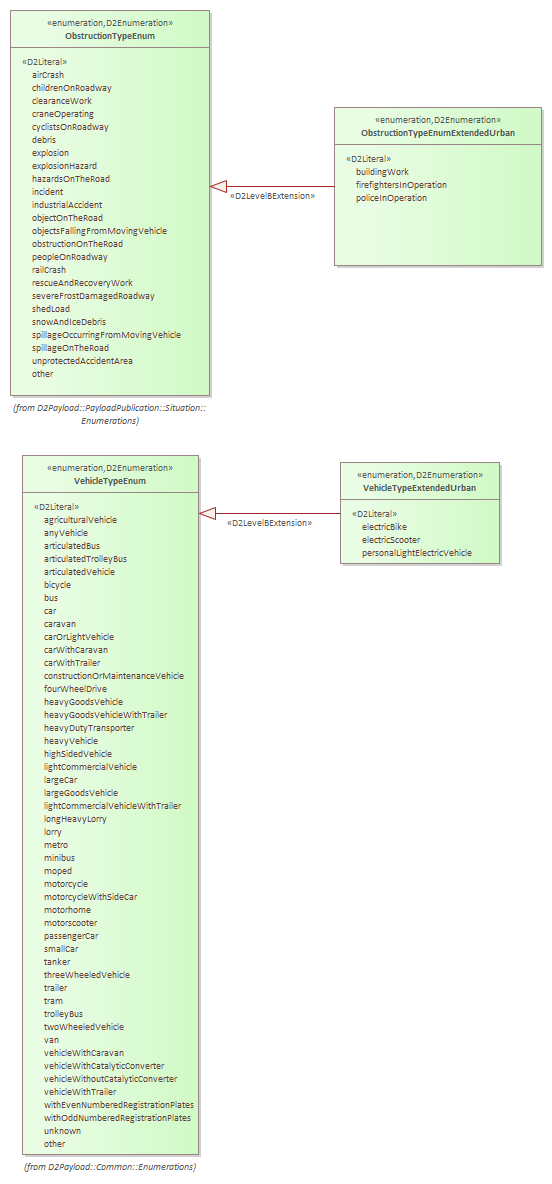 «enumeration,D2Enumeration»
ObstructionTypeEnum
«D2Literal»
airCrash
childrenOnRoadway
clearanceWork
craneOperating
cyclistsOnRoadway
debris
explosion
explosionHazard
hazardsOnTheRoad
incident
industrialAccident
objectOnTheRoad
objectsFallingFromMovingVehicle
obstructionOnTheRoad
peopleOnRoadway
railCrash
rescueAndRecoveryWork
severeFrostDamagedRoadway
shedLoad
snowAndIceDebris
spillageOccurringFromMovingVehicle
spillageOnTheRoad
unprotectedAccidentArea
other
(from D2Payload::PayloadPublication::Situation::
Enumerations)
«D2LevelBExtension»
«enumeration,D2Enumeration»
ObstructionTypeEnumExtendedUrban
«D2Literal»
buildingWork
firefightersInOperation
policeInOperation
«enumeration,D2Enumeration»
VehicleTypeEnum
«D2Literal»
agriculturalVehicle
anyVehicle
articulatedBus
articulatedTrolleyBus
articulatedVehicle
bicycle
bus
car
caravan
carOrLightVehicle
carWithCaravan
carWithTrailer
constructionOrMaintenanceVehicle
fourWheelDrive
heavyGoodsVehicle
heavyGoodsVehicleWithTrailer
heavyDutyTransporter
heavyVehicle
highSidedVehicle
lightCommercialVehicle
largeCar
largeGoodsVehicle
lightCommercialVehicleWithTrailer
longHeavyLorry
lorry
metro
minibus
moped
motorcycle
motorcycleWithSideCar
motorhome
motorscooter
passengerCar
smallCar
tanker
threeWheeledVehicle
trailer
tram
trolleyBus
twoWheeledVehicle
van
vehicleWithCaravan
vehicleWithCatalyticConverter
vehicleWithoutCatalyticConverter
vehicleWithTrailer
withEvenNumberedRegistrationPlates
withOddNumberedRegistrationPlates
unknown
other
(from D2Payload::Common::Enumerations)
«D2LevelBExtension»
«enumeration,D2Enumeration»
VehicleTypeExtendedUrban
«D2Literal»
electricBike
electricScooter
personalLightElectricVehicle